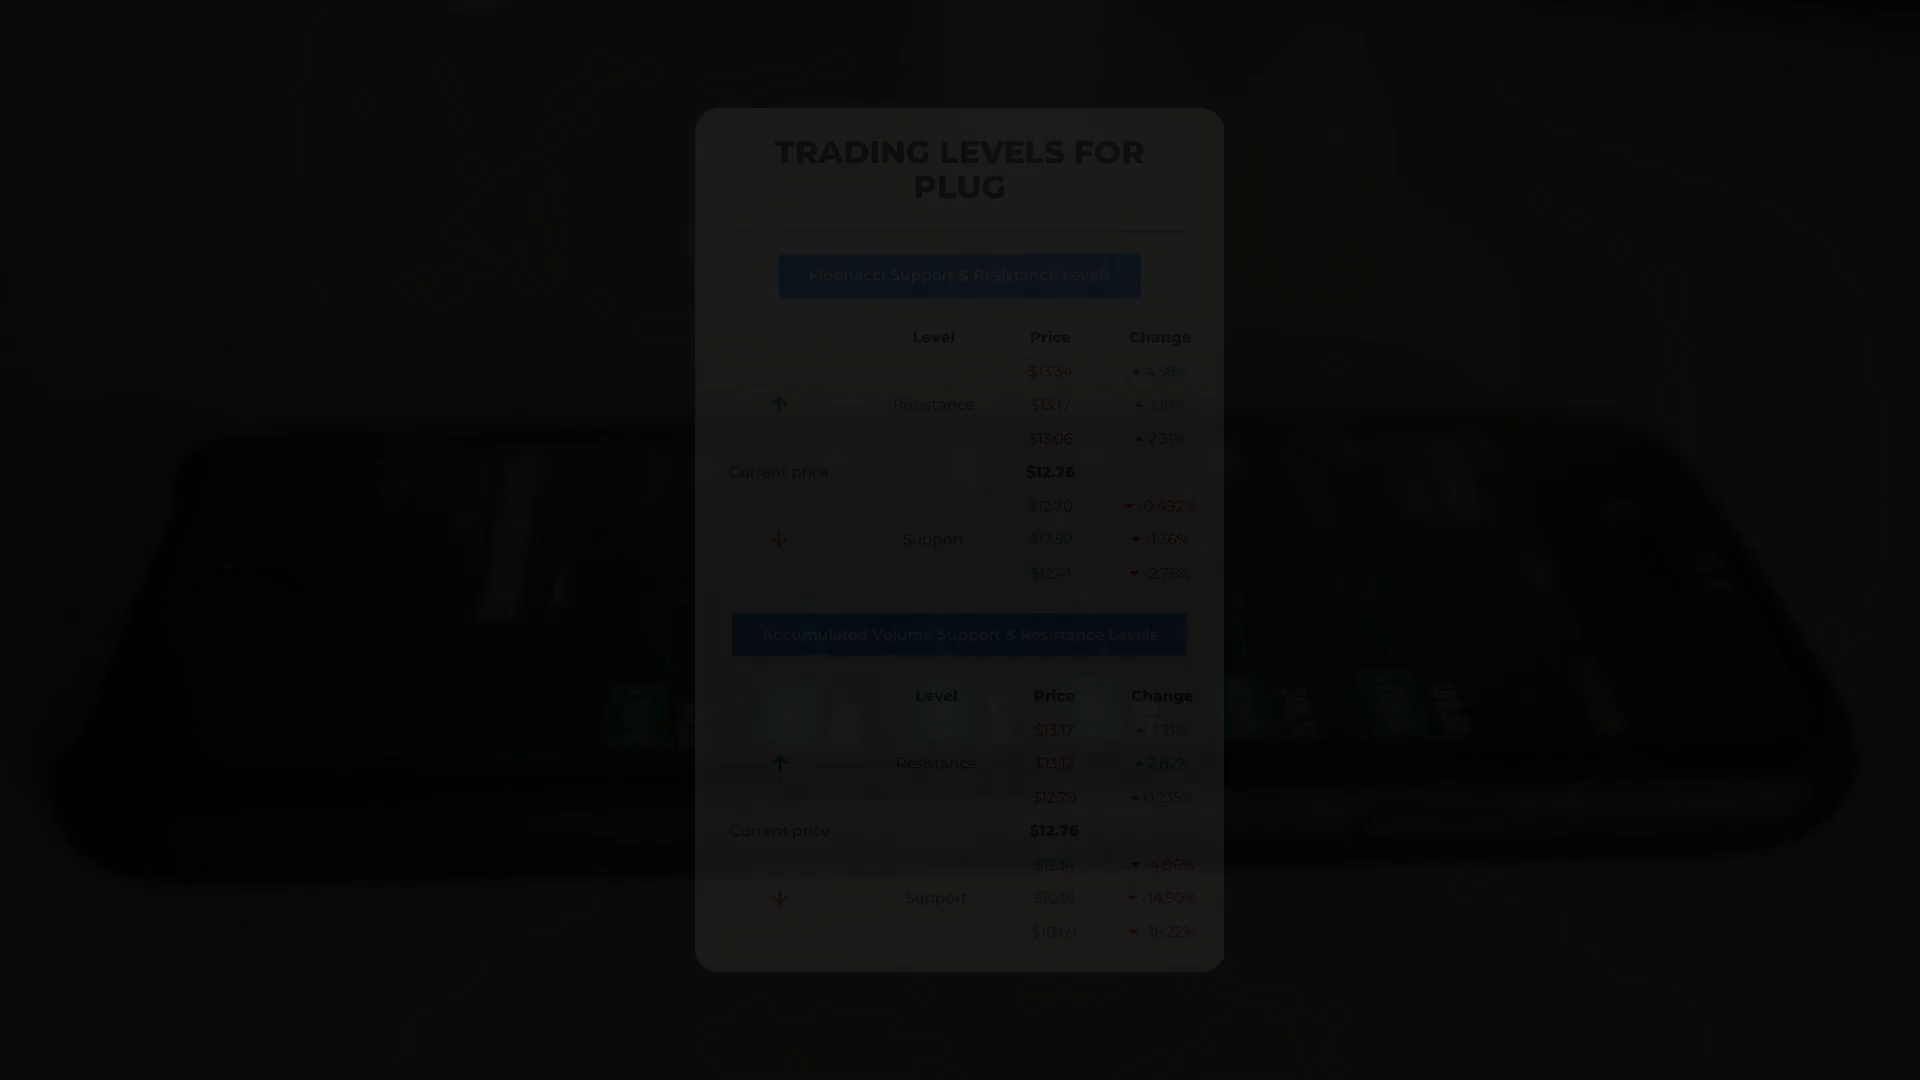 TRADING LEVELS FOR
PLUG
Fibonacci Support & Resistance Levels
Level Price Change
$13.34 4.58%
Resistance $13.17 3.18%
$13.06 2.31%
Current price $12.76
$12.70 -0.492%
Support $12.59 -1.36%
$12.41 -2.76%
Accumulated Volume Support & Resistance Levels
Level Price Change
$13.17 3.21%
Resistance $13.12 2.82%
$12.79 0.235%
Current price $12.76
$12.14 -4.86%
Support $10.91 -14.50%
$10.69 -16.22%